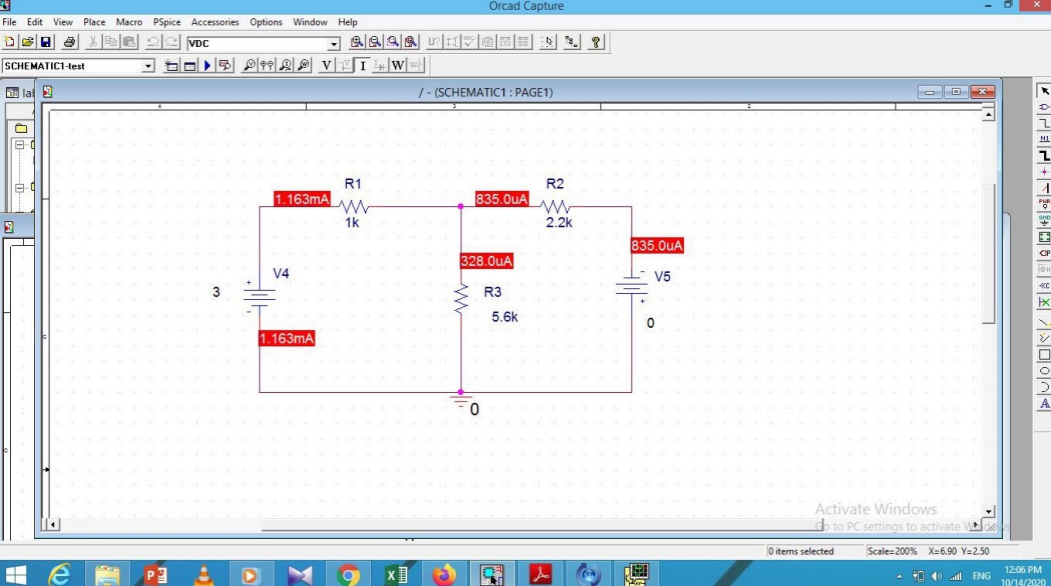 Orcad Capture
File Edit View Place Macro PSpice Accessories Options Window Help
VDC
U?
SCHEMATIC1-test
V I W
/ - (SCHEMATIC1 : PAGE1)
R1
R2
1.163mA
835.0uA
1k
2.2k
835.0uA
328.0uA
V4
V5
3
R3
5.6k
0
1.163mA
0
Activate Windows
Go to PC settings to activate Windows
0 items selected Scale=200% X=6.90 Y=2.50
ENG
12:06 PM
10/14/2020